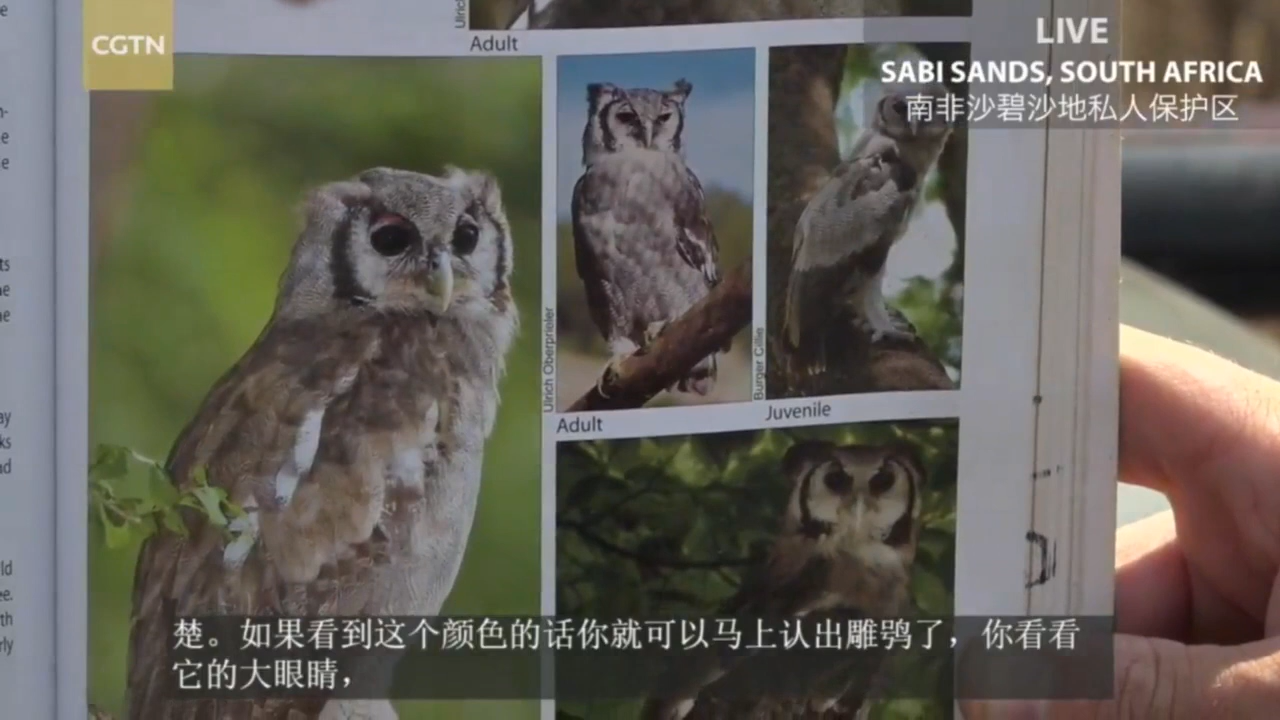 CGTN
LIVE
SABI SANDS, SOUTH AFRICA
南非沙碧沙地私人保护区
Adult
Ulrich Oberprieler
Adult
Burger Cillie
Juvenile
楚。如果看到这个颜色的话你就可以马上认出雕鸮了，你看看
它的大眼睛，